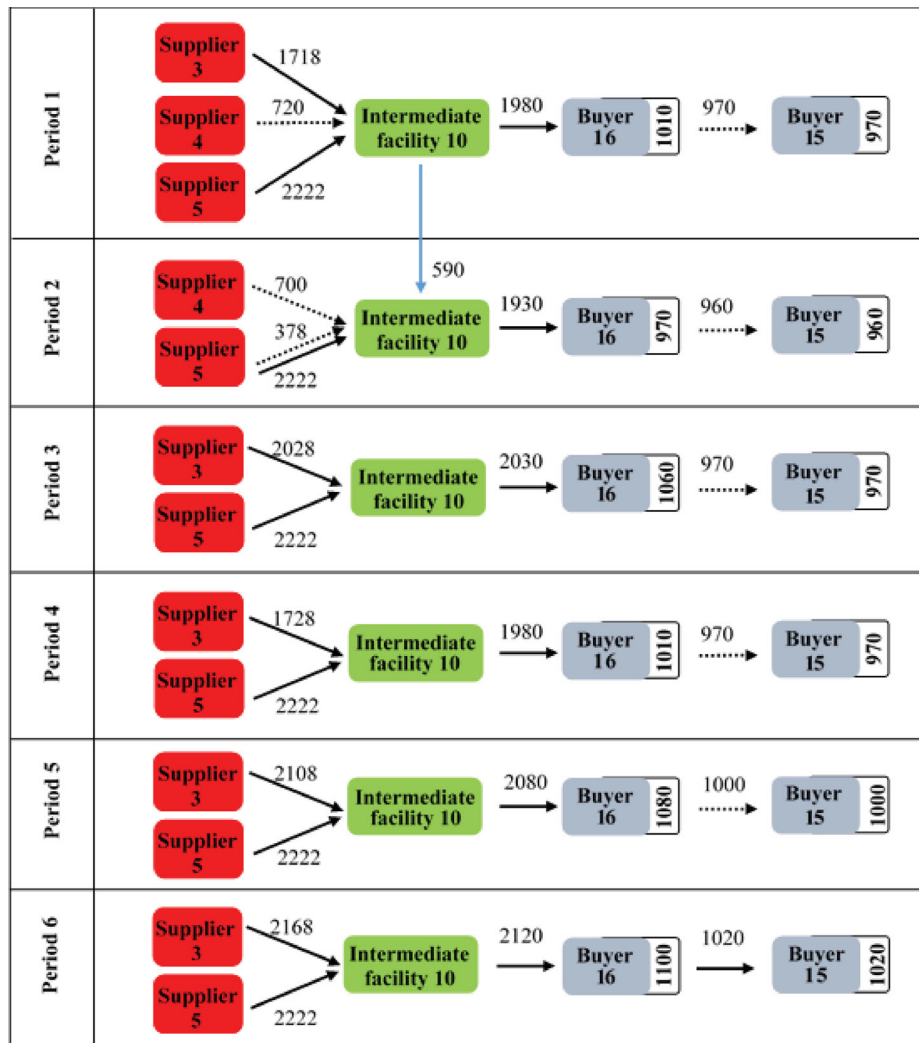 Period 1
Supplier
3
1718
Supplier
4
720
Supplier
5
2222
Intermediate
facility 10
1980
Buyer
16
1010
970
Buyer
15
970
590
Period 2
Supplier
4
700
Supplier
5
378
2222
Intermediate
facility 10
1930
Buyer
16
970
960
Buyer
15
960
Period 3
Supplier
3
2028
Supplier
5
2222
Intermediate
facility 10
2030
Buyer
16
1060
970
Buyer
15
970
Period 4
Supplier
3
1728
Supplier
5
2222
Intermediate
facility 10
1980
Buyer
16
1010
970
Buyer
15
970
Period 5
Supplier
3
2108
Supplier
5
2222
Intermediate
facility 10
2080
Buyer
16
1080
1000
Buyer
15
1000
Period 6
Supplier
3
2168
Supplier
5
2222
Intermediate
facility 10
2120
Buyer
16
1100
1020
Buyer
15
1020